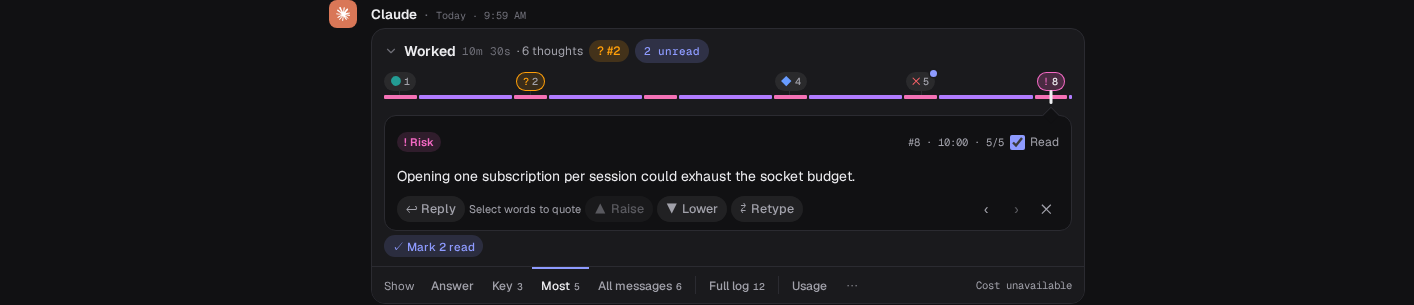 Claude · Today · 9:59 AM
Worked 10m 30s · 6 thoughts ? #2 2 unread
1 ? 2 4 5 ! 8
! Risk #8 · 10:00 · 5/5 Read
Opening one subscription per session could exhaust the socket budget.
↩ Reply Select words to quote ▲ Raise ▼ Lower ⇄ Retype ‹ › ×
✓ Mark 2 read
Show Answer Key 3 Most 5 All messages 6 Full log 12 Usage ··· Cost unavailable